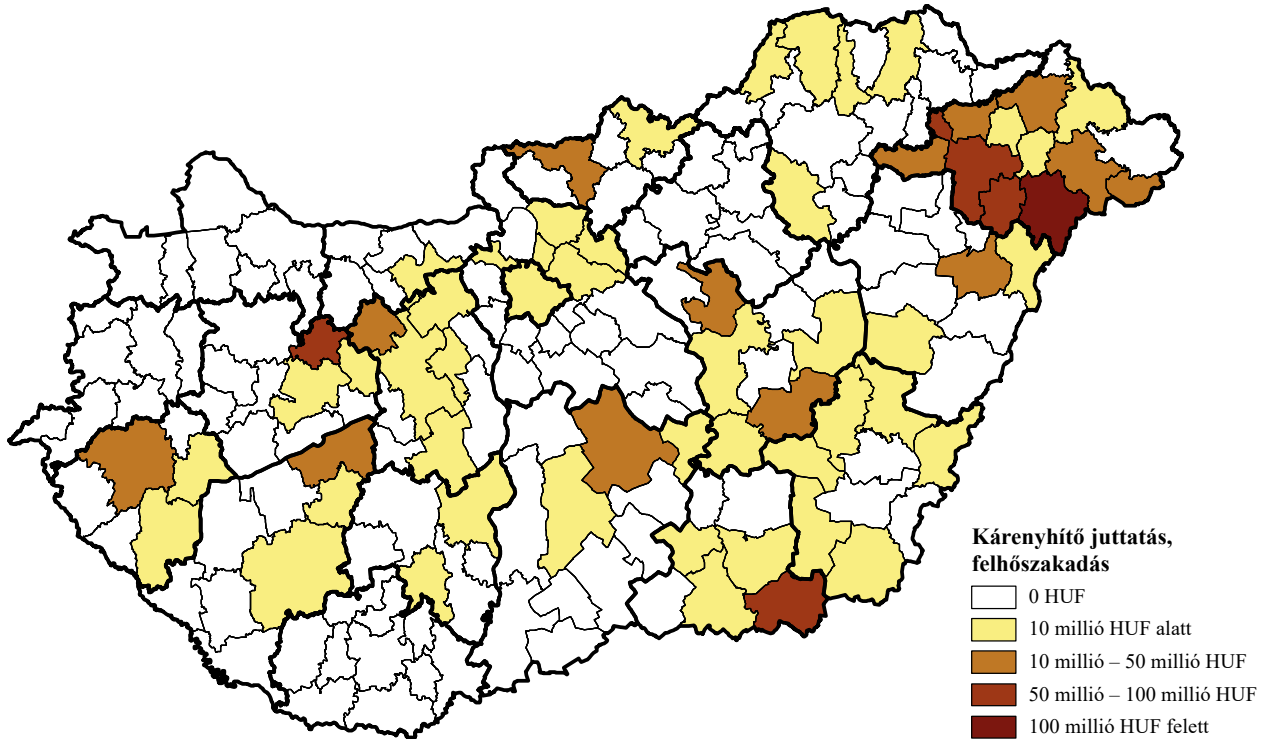 Kárenyhítő juttatás,
felhőszakadás
0 HUF
10 millió HUF alatt
10 millió – 50 millió HUF
50 millió – 100 millió HUF
100 millió HUF felett